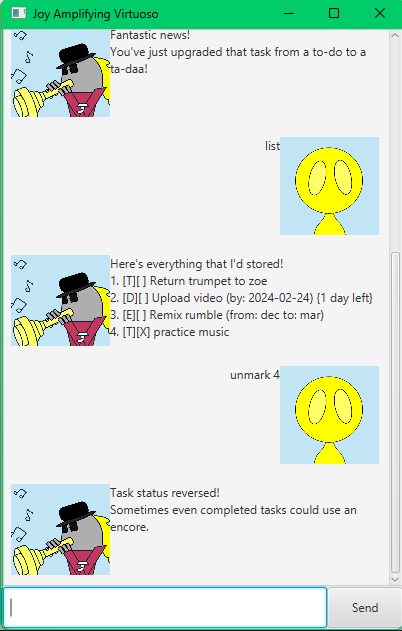 Joy Amplifying Virtuoso
Fantastic news!
You've just upgraded that task from a to-do to a
ta-daa!
list
Here's everything that I'd stored!
1. [T][ ] Return trumpet to zoe
2. [D][ ] Upload video (by: 2024-02-24) {1 day left}
3. [E][ ] Remix rumble (from: dec to: mar)
4. [T][X] practice music
unmark 4
Task status reversed!
Sometimes even completed tasks could use an
encore.
Send